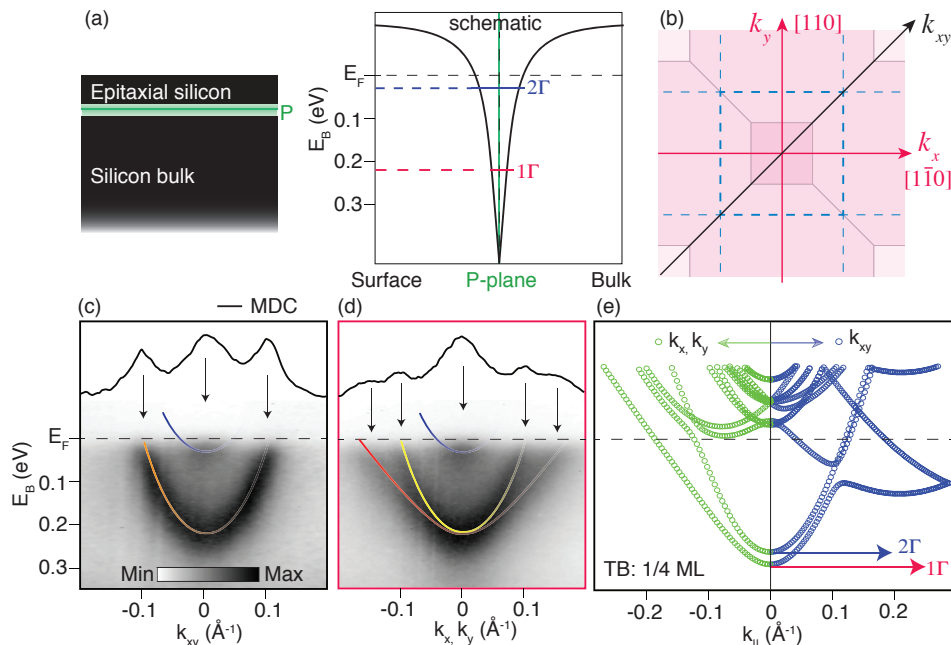 (a)
Epitaxial silicon
P
Silicon bulk
schematic
E_F
2Γ
0.1
0.2
1Γ
0.3
E_B (eV)
Surface
P-plane
Bulk
(b)
k_y [110]
k_xy
k_x
[11̄0]
(c)
— MDC
(d)
(e)
E_F
0.1
0.2
0.3
E_B (eV)
Min
Max
-0.1
0
0.1
k_xy (Å⁻¹)
-0.1
0
0.1
k_x, k_y (Å⁻¹)
k_x, k_y
k_xy
2Γ
1Γ
TB: 1/4 ML
-0.2
-0.1
0
0.1
0.2
k_॥ (Å⁻¹)